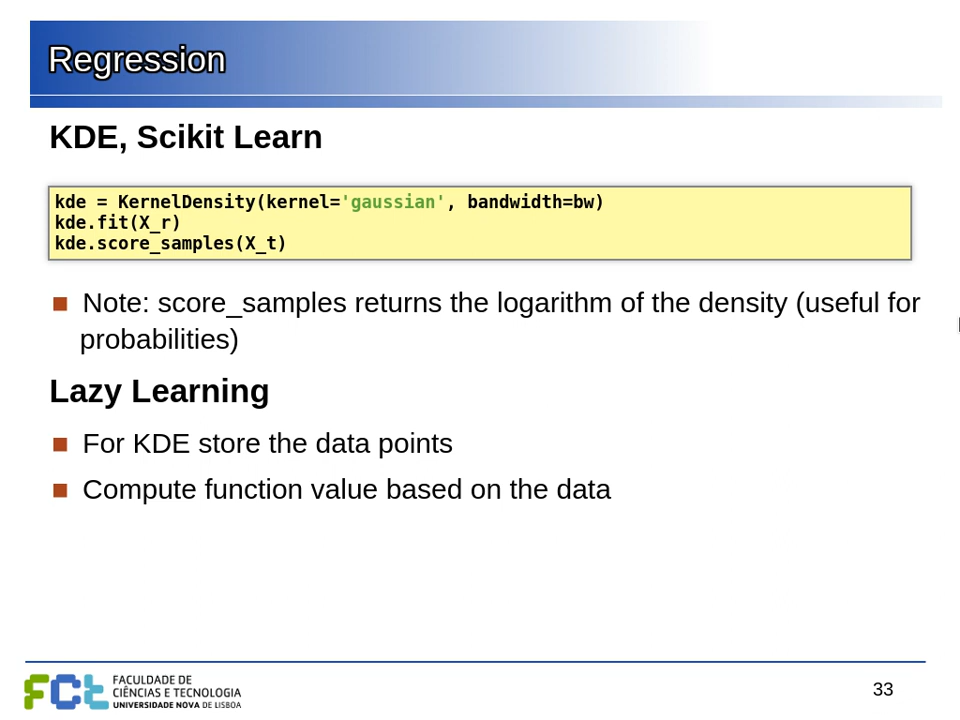 Regression
KDE, Scikit Learn
kde = KernelDensity(kernel='gaussian', bandwidth=bw)
kde.fit(X_r)
kde.score_samples(X_t)
Note: score_samples returns the logarithm of the density (useful for
probabilities)
Lazy Learning
For KDE store the data points
Compute function value based on the data
FCt
FACULDADE DE
CIÊNCIAS E TECNOLOGIA
UNIVERSIDADE NOVA DE LISBOA
33